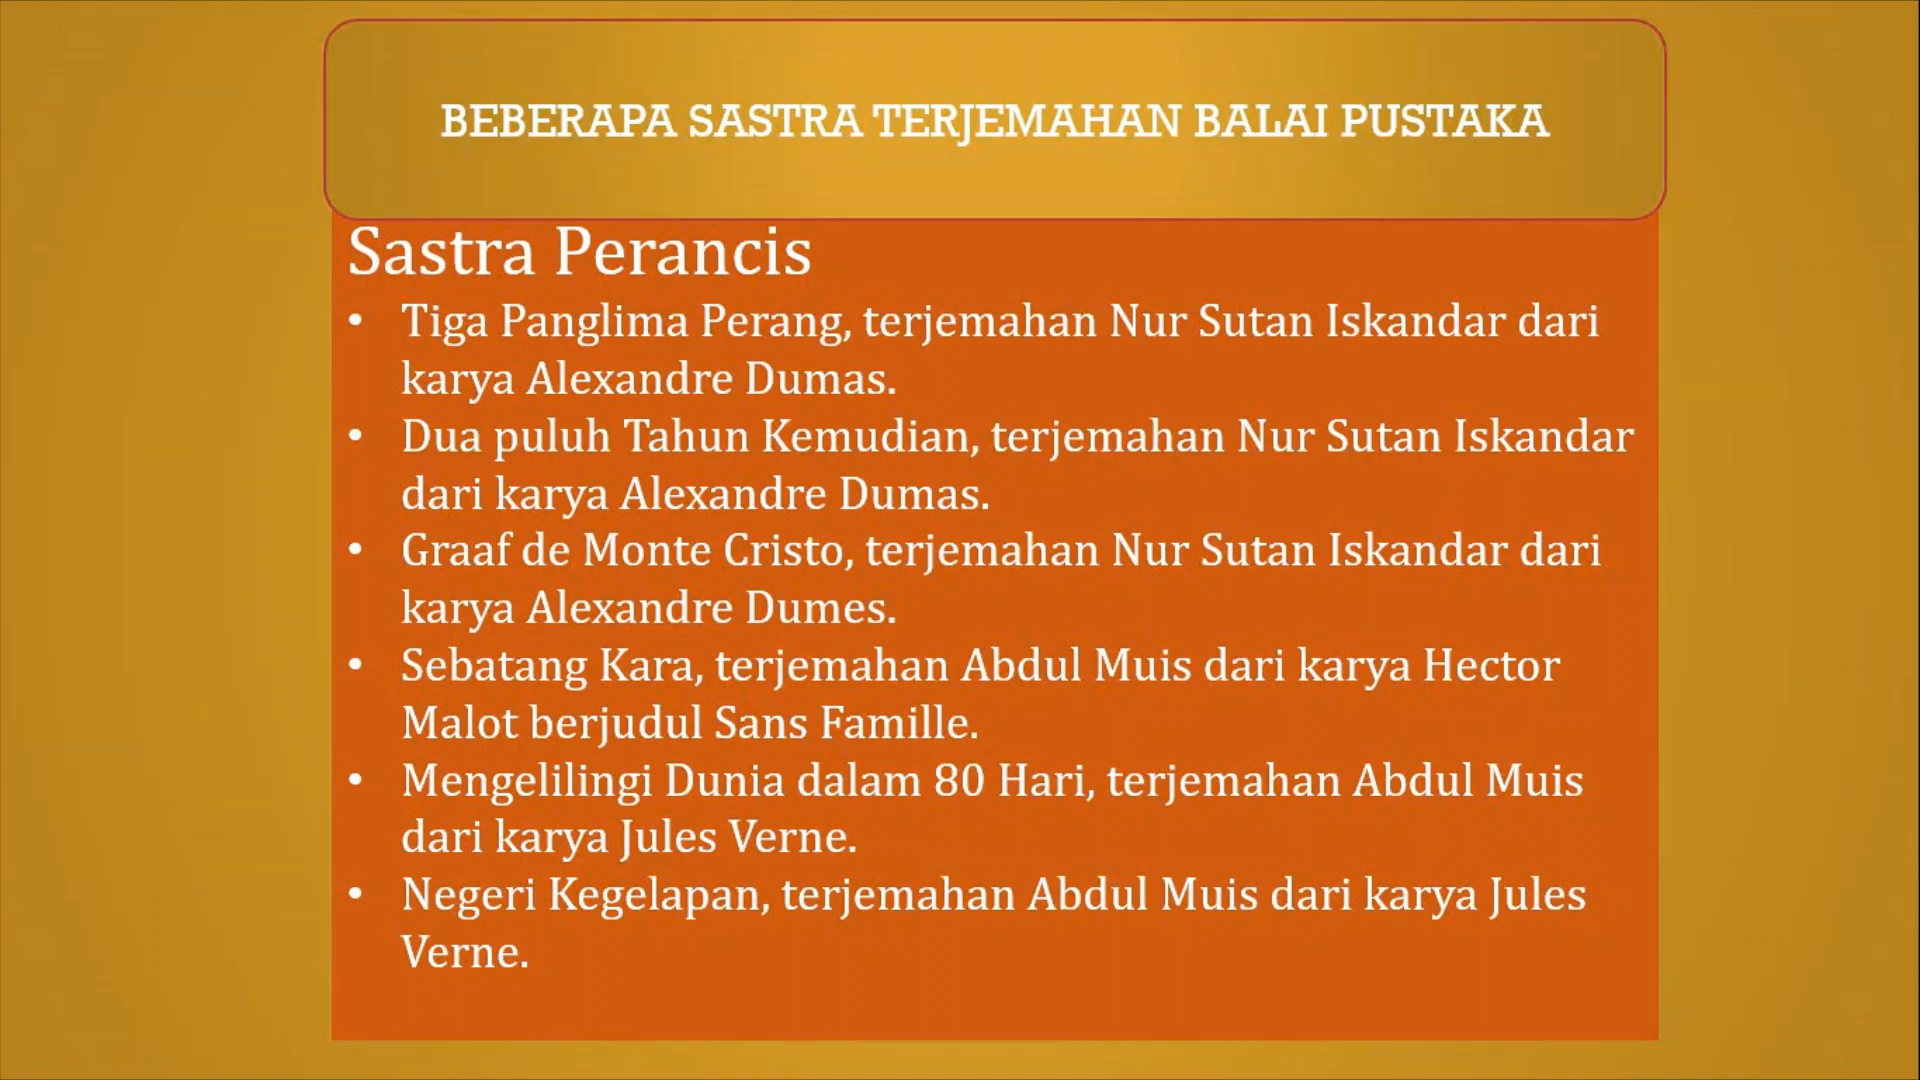 BEBERAPA SASTRA TERJEMAHAN BALAI PUSTAKA
Sastra Perancis
• Tiga Panglima Perang, terjemahan Nur Sutan Iskandar dari
karya Alexandre Dumas.
• Dua puluh Tahun Kemudian, terjemahan Nur Sutan Iskandar
dari karya Alexandre Dumas.
• Graaf de Monte Cristo, terjemahan Nur Sutan Iskandar dari
karya Alexandre Dumes.
• Sebatang Kara, terjemahan Abdul Muis dari karya Hector
Malot berjudul Sans Famille.
• Mengelilingi Dunia dalam 80 Hari, terjemahan Abdul Muis
dari karya Jules Verne.
• Negeri Kegelapan, terjemahan Abdul Muis dari karya Jules
Verne.